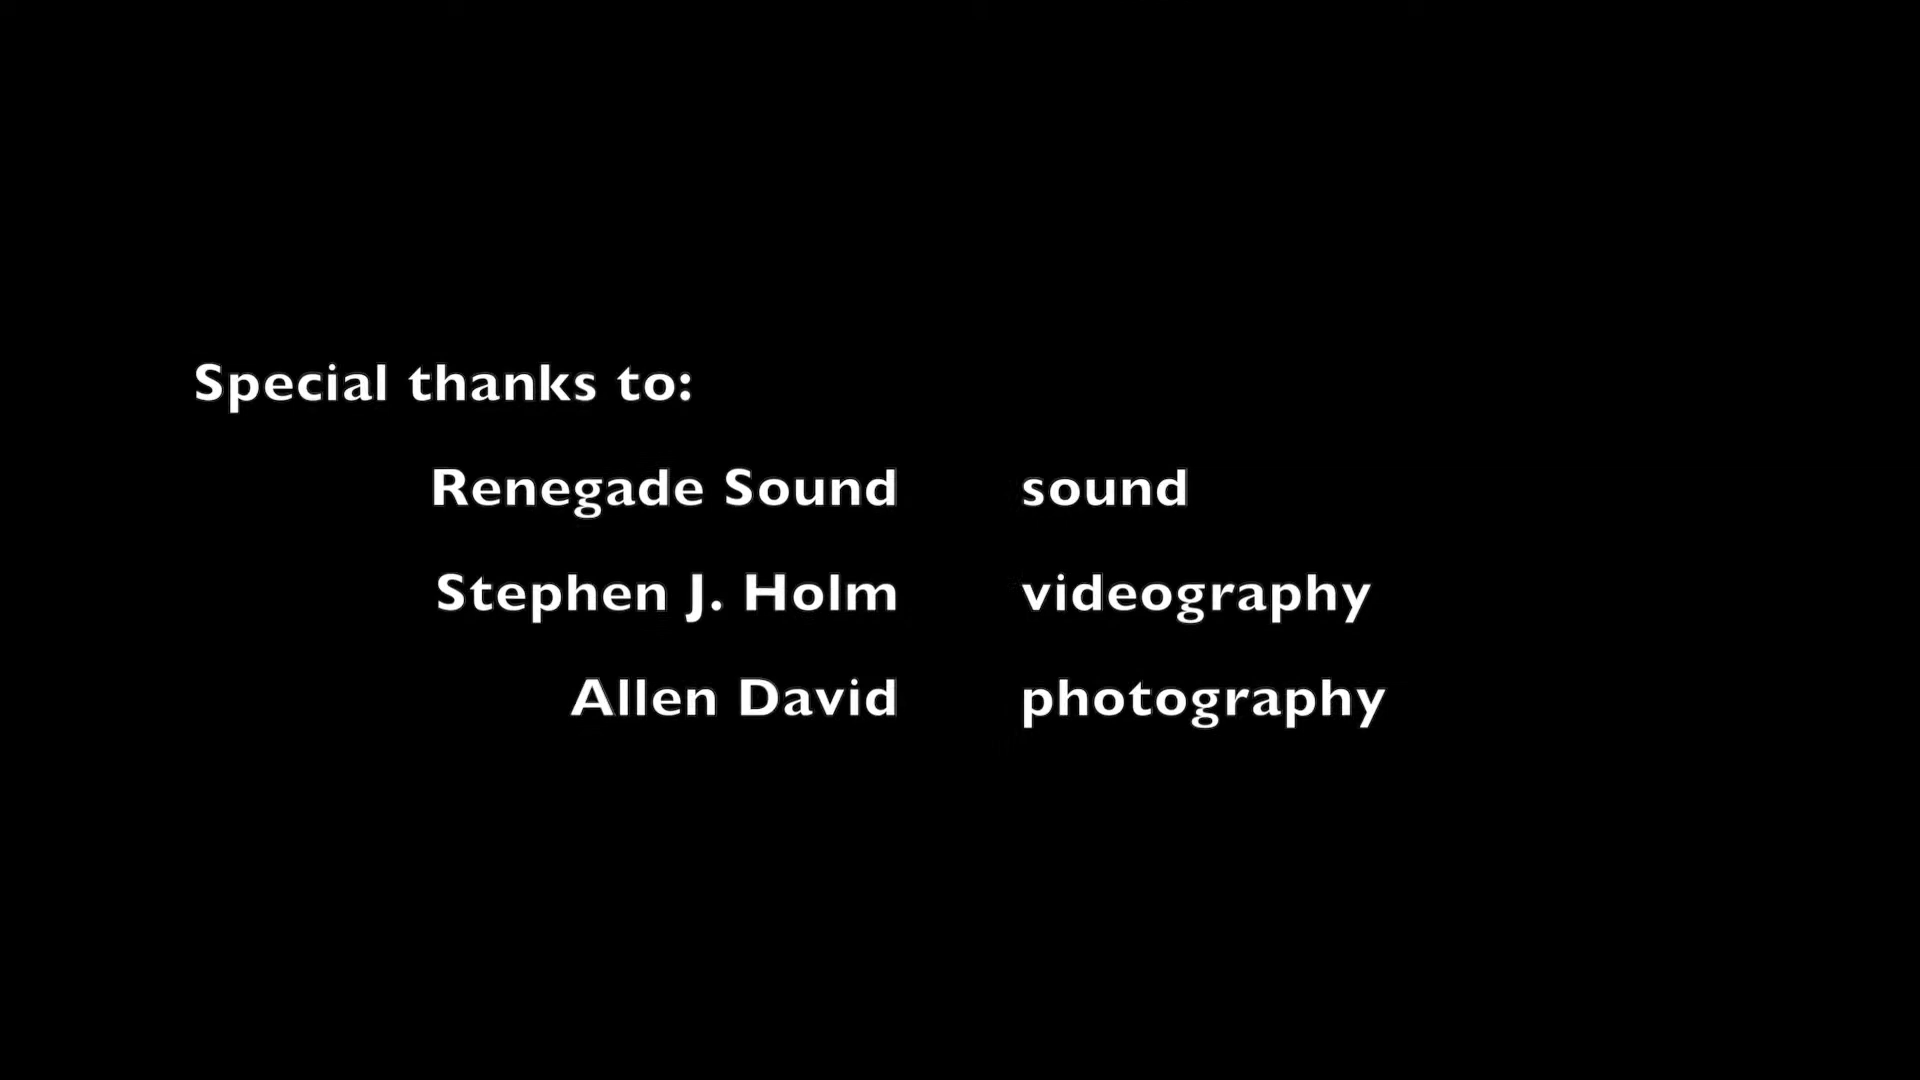 Special thanks to:
Renegade Sound sound
Stephen J. Holm videography
Allen David photography